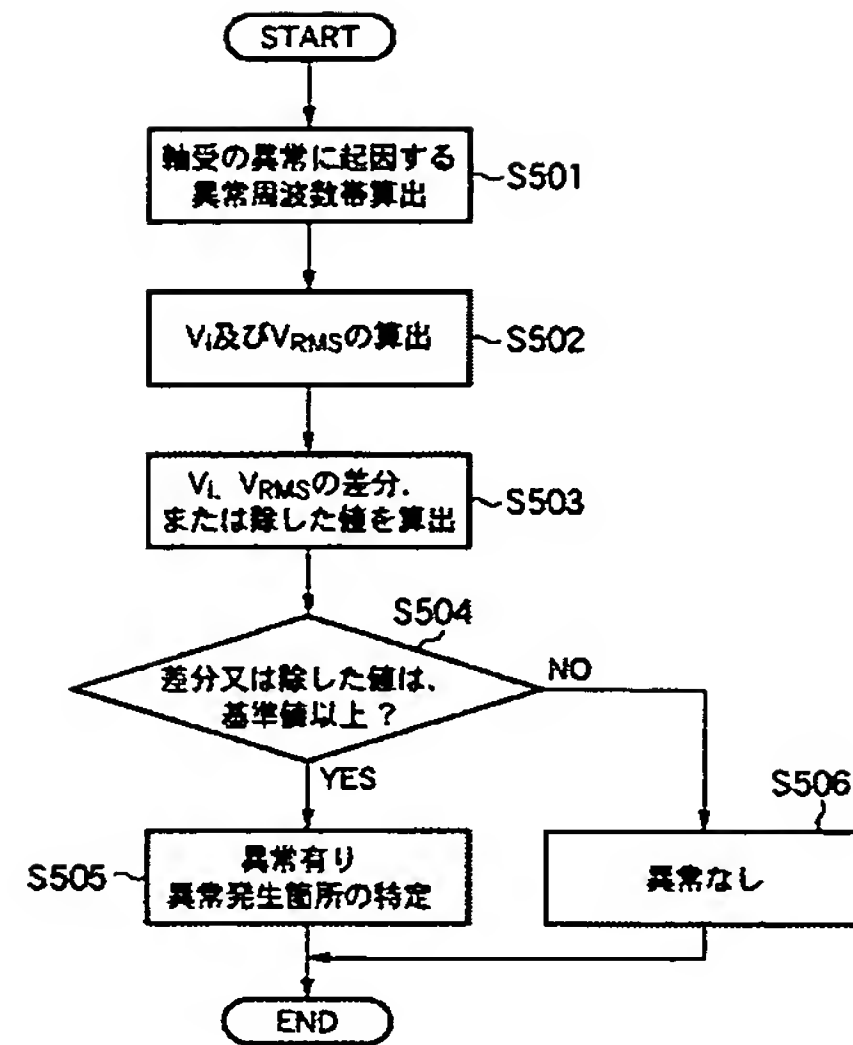 START
軸受の異常に起因する
異常周波数帯算出
S501
Vi及びVRMSの算出
S502
Vi、VRMSの差分、
または除した値を算出
S503
S504
差分又は除した値は、
基準値以上?
NO
YES
S505
異常有り
異常発生箇所の特定
S506
異常なし
END